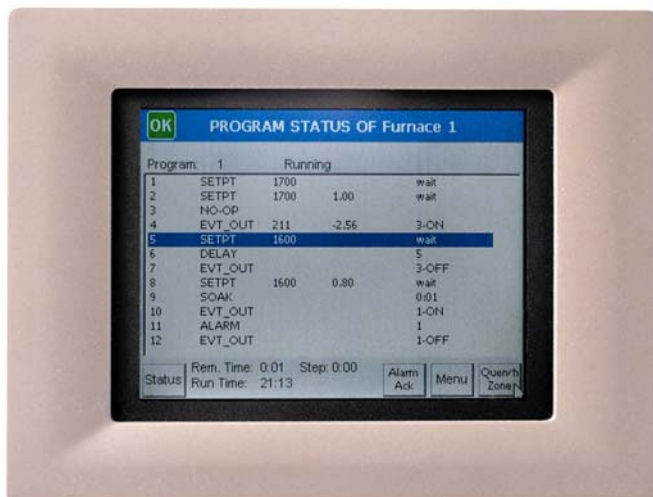 OK PROGRAM STATUS OF Furnace 1
Program: 1 Running
1 SETPT 1700 wait
2 SETPT 1700 1.00 wait
3 NO-OP
4 EVT_OUT 211 -2.56 3-ON
5 SETPT 1600 wait
6 DELAY 5
7 EVT_OUT 3-OFF
8 SETPT 1600 0.80 wait
9 SOAK 0:01
10 EVT_OUT 1-ON
11 ALARM 1
12 EVT_OUT 1-OFF
Status
Rem. Time: 0:01 Step: 0:00
Run Time: 21:13
Alarm
Ack
Menu
Quench
Zone